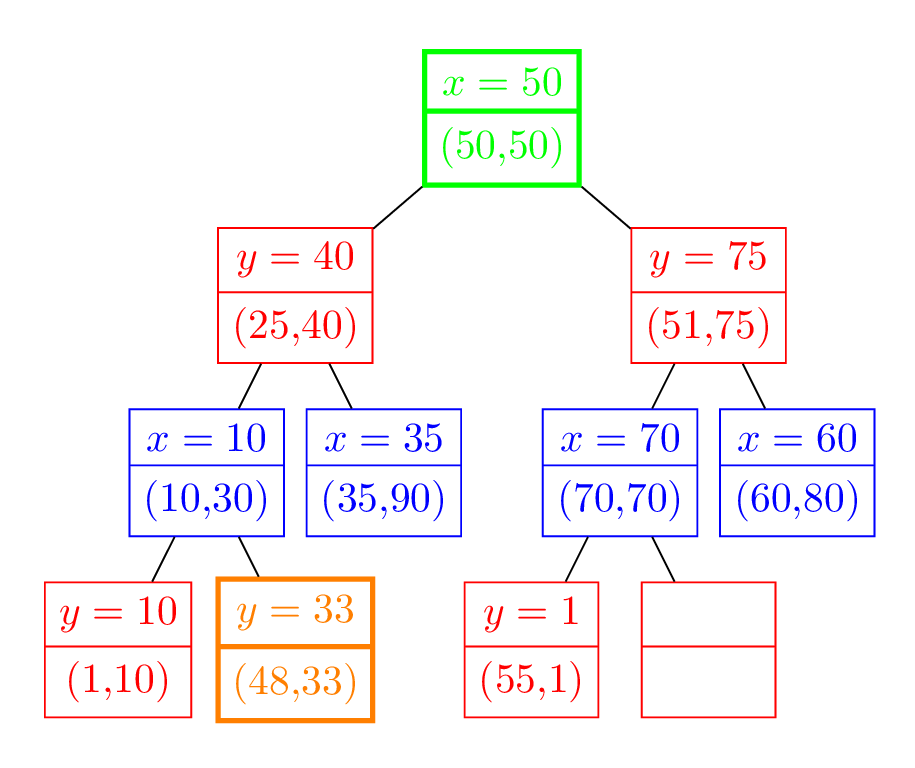 x = 50
(50,50)
y = 40
(25,40)
y = 75
(51,75)
x = 10
(10,30)
x = 35
(35,90)
x = 70
(70,70)
x = 60
(60,80)
y = 10
(1,10)
y = 33
(48,33)
y = 1
(55,1)